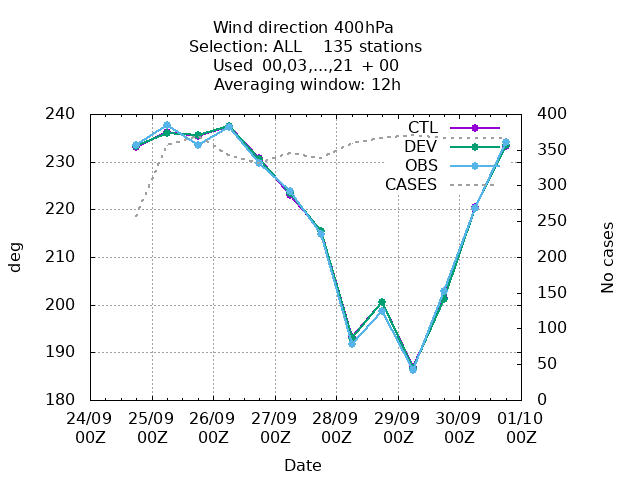 Wind direction 400hPa
Selection: ALL 135 stations
Used 00,03,...,21 + 00
Averaging window: 12h
240 400
CTL
DEV
OBS
CASES
230 350
300
220 250
210 200
200 150
100
190 50
180 0
deg
No cases
24/09 25/09 26/09 27/09 28/09 29/09 30/09 01/10
00Z 00Z 00Z 00Z 00Z 00Z 00Z 00Z
Date